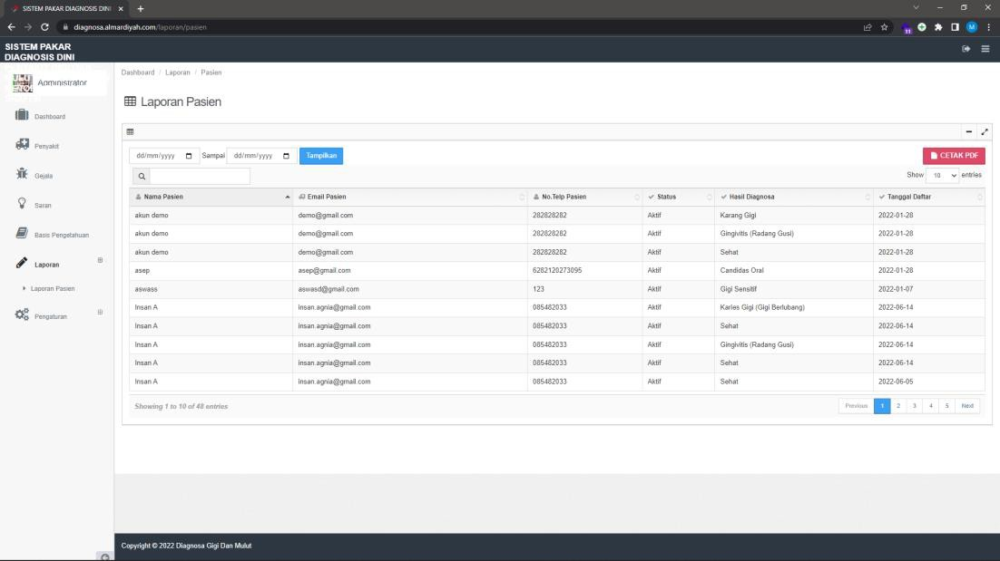 SISTEM PAKAR DIAGNOSIS DINI
diagnosa.almardiyah.com/laporan/pasien
11
M
SISTEM PAKAR
DIAGNOSIS DINI
Administrator
Dashboard
Penyakit
Gejala
Saran
Basis Pengetahuan
Laporan
Laporan Pasien
Pengaturan
Dashboard / Laporan / Pasien
Laporan Pasien
dd/mm/yyyy Sampai dd/mm/yyyy Tampilkan CETAK PDF
Show 10 entries
Nama Pasien Email Pasien No.Telp Pasien Status Hasil Diagnosa Tanggal Daftar
akun demo demo@gmail.com 282828282 Aktif Karang Gigi 2022-01-28
akun demo demo@gmail.com 282828282 Aktif Gingivitis (Radang Gusi) 2022-01-28
akun demo demo@gmail.com 282828282 Aktif Sehat 2022-01-28
asep asep@gmail.com 6282120273095 Aktif Candidas Oral 2022-01-28
aswass aswasd@gmail.com 123 Aktif Gigi Sensitif 2022-01-07
Insan A insan.agnia@gmail.com 085482033 Aktif Karies Gigi (Gigi Berlubang) 2022-06-14
Insan A insan.agnia@gmail.com 085482033 Aktif Sehat 2022-06-14
Insan A insan.agnia@gmail.com 085482033 Aktif Gingivitis (Radang Gusi) 2022-06-14
Insan A insan.agnia@gmail.com 085482033 Aktif Sehat 2022-06-14
Insan A insan.agnia@gmail.com 085482033 Aktif Sehat 2022-06-05
Showing 1 to 10 of 48 entries
Previous 1 2 3 4 5 Next
Copyright © 2022 Diagnosa Gigi Dan Mulut